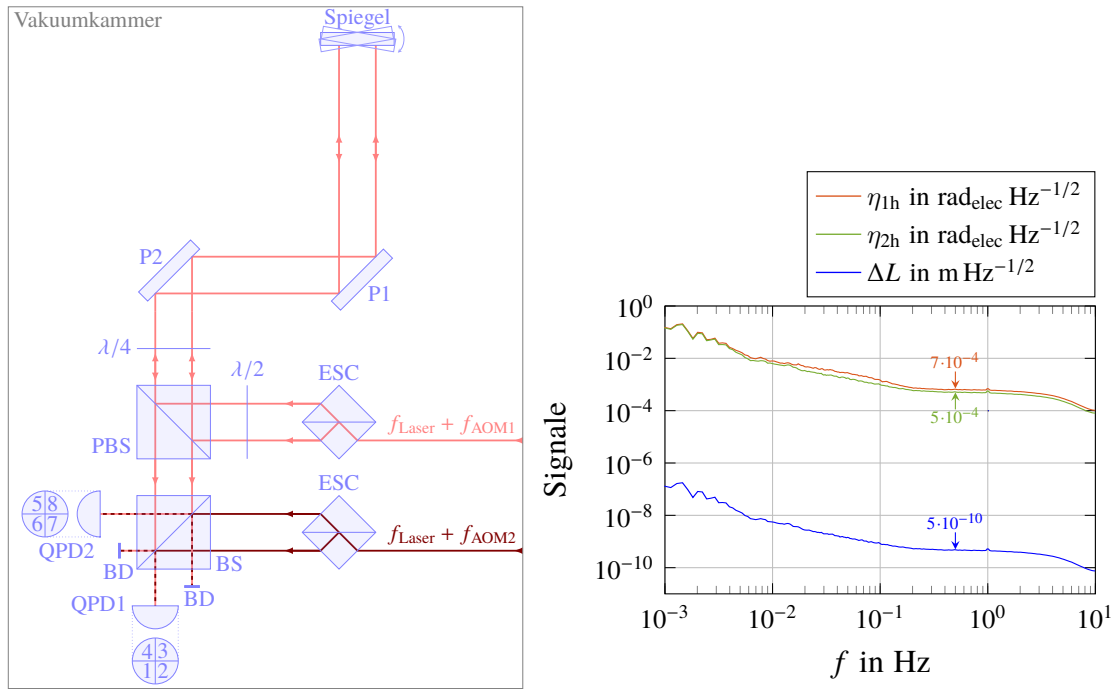 Vakuumkammer
Spiegel
P2
P1
λ/4
λ/2
ESC
f_Laser + f_AOM1
PBS
ESC
f_Laser + f_AOM2
5 8
6 7
QPD2
BD
BS
QPD1
BD
4 3
1 2
η_1h in rad_elec Hz^−1/2
η_2h in rad_elec Hz^−1/2
ΔL in m Hz^−1/2
Signale
10^0
10^−2
10^−4
10^−6
10^−8
10^−10
7·10^−4
5·10^−4
5·10^−10
10^−3 10^−2 10^−1 10^0 10^1
f in Hz